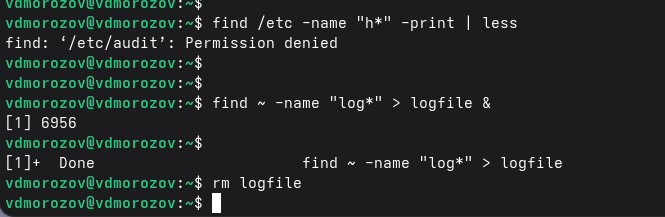 vdmorozov@vdmorozov:~$
vdmorozov@vdmorozov:~$ find /etc -name "h*" -print | less
find: ‘/etc/audit’: Permission denied
vdmorozov@vdmorozov:~$
vdmorozov@vdmorozov:~$
vdmorozov@vdmorozov:~$ find ~ -name "log*" > logfile &
[1] 6956
vdmorozov@vdmorozov:~$
[1]+  Done                    find ~ -name "log*" > logfile
vdmorozov@vdmorozov:~$ rm logfile
vdmorozov@vdmorozov:~$